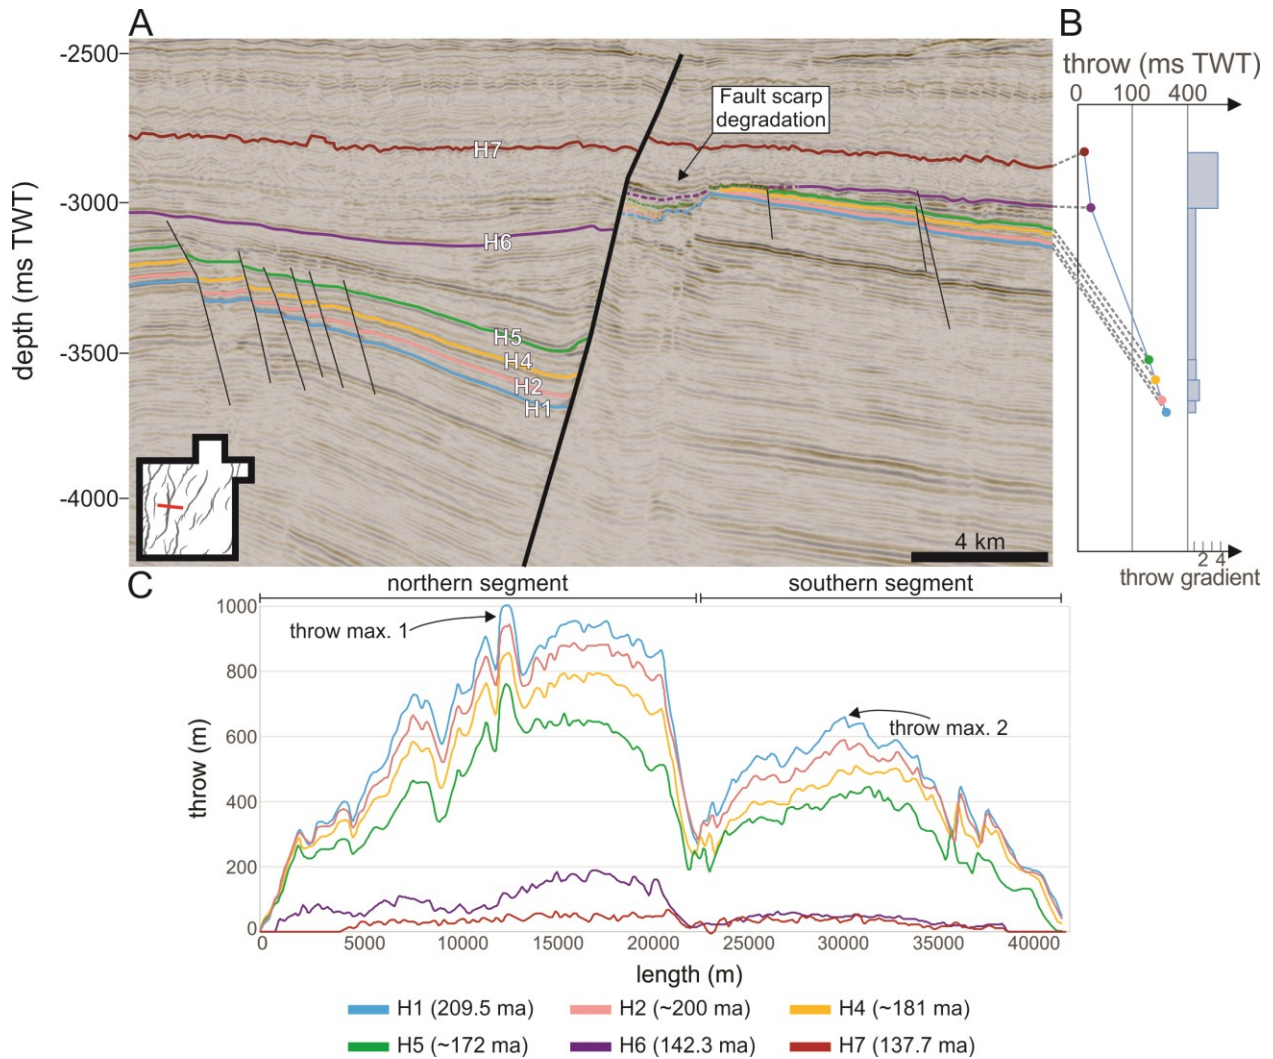 A
B
throw (ms TWT)
0 100 400
-2500
Fault scarp
degradation
H7
-3000
H6
depth (ms TWT)
H5
-3500
H4
H2
H1
-4000
4 km
2 4
throw gradient
C
northern segment
southern segment
1000
throw max. 1
800
throw max. 2
600
throw (m)
400
200
0
0 5000 10000 15000 20000 25000 30000 35000 40000
length (m)
H1 (209.5 ma) H2 (~200 ma) H4 (~181 ma)
H5 (~172 ma) H6 (142.3 ma) H7 (137.7 ma)